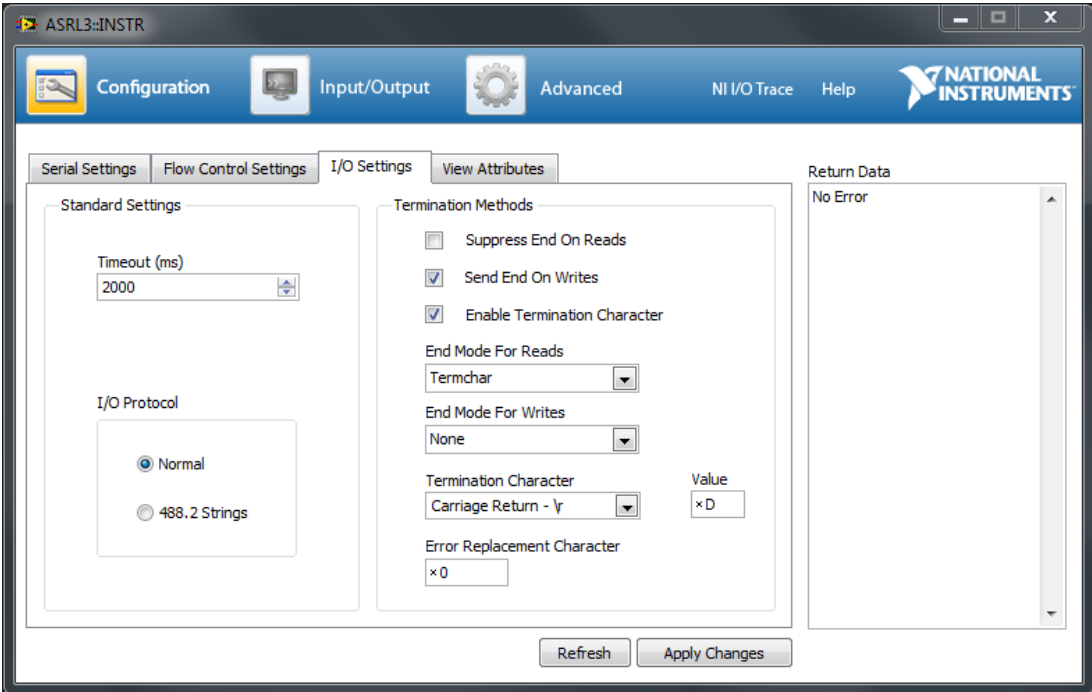 ASRL3::INSTR
Configuration
Input/Output
Advanced
NI I/O Trace
Help
NATIONAL
INSTRUMENTS
Serial Settings
Flow Control Settings
I/O Settings
View Attributes
Standard Settings
Timeout (ms)
2000
I/O Protocol
Normal
488.2 Strings
Termination Methods
Suppress End On Reads
Send End On Writes
Enable Termination Character
End Mode For Reads
Termchar
End Mode For Writes
None
Termination Character
Carriage Return - \r
Value
×D
Error Replacement Character
×0
Return Data
No Error
Refresh
Apply Changes